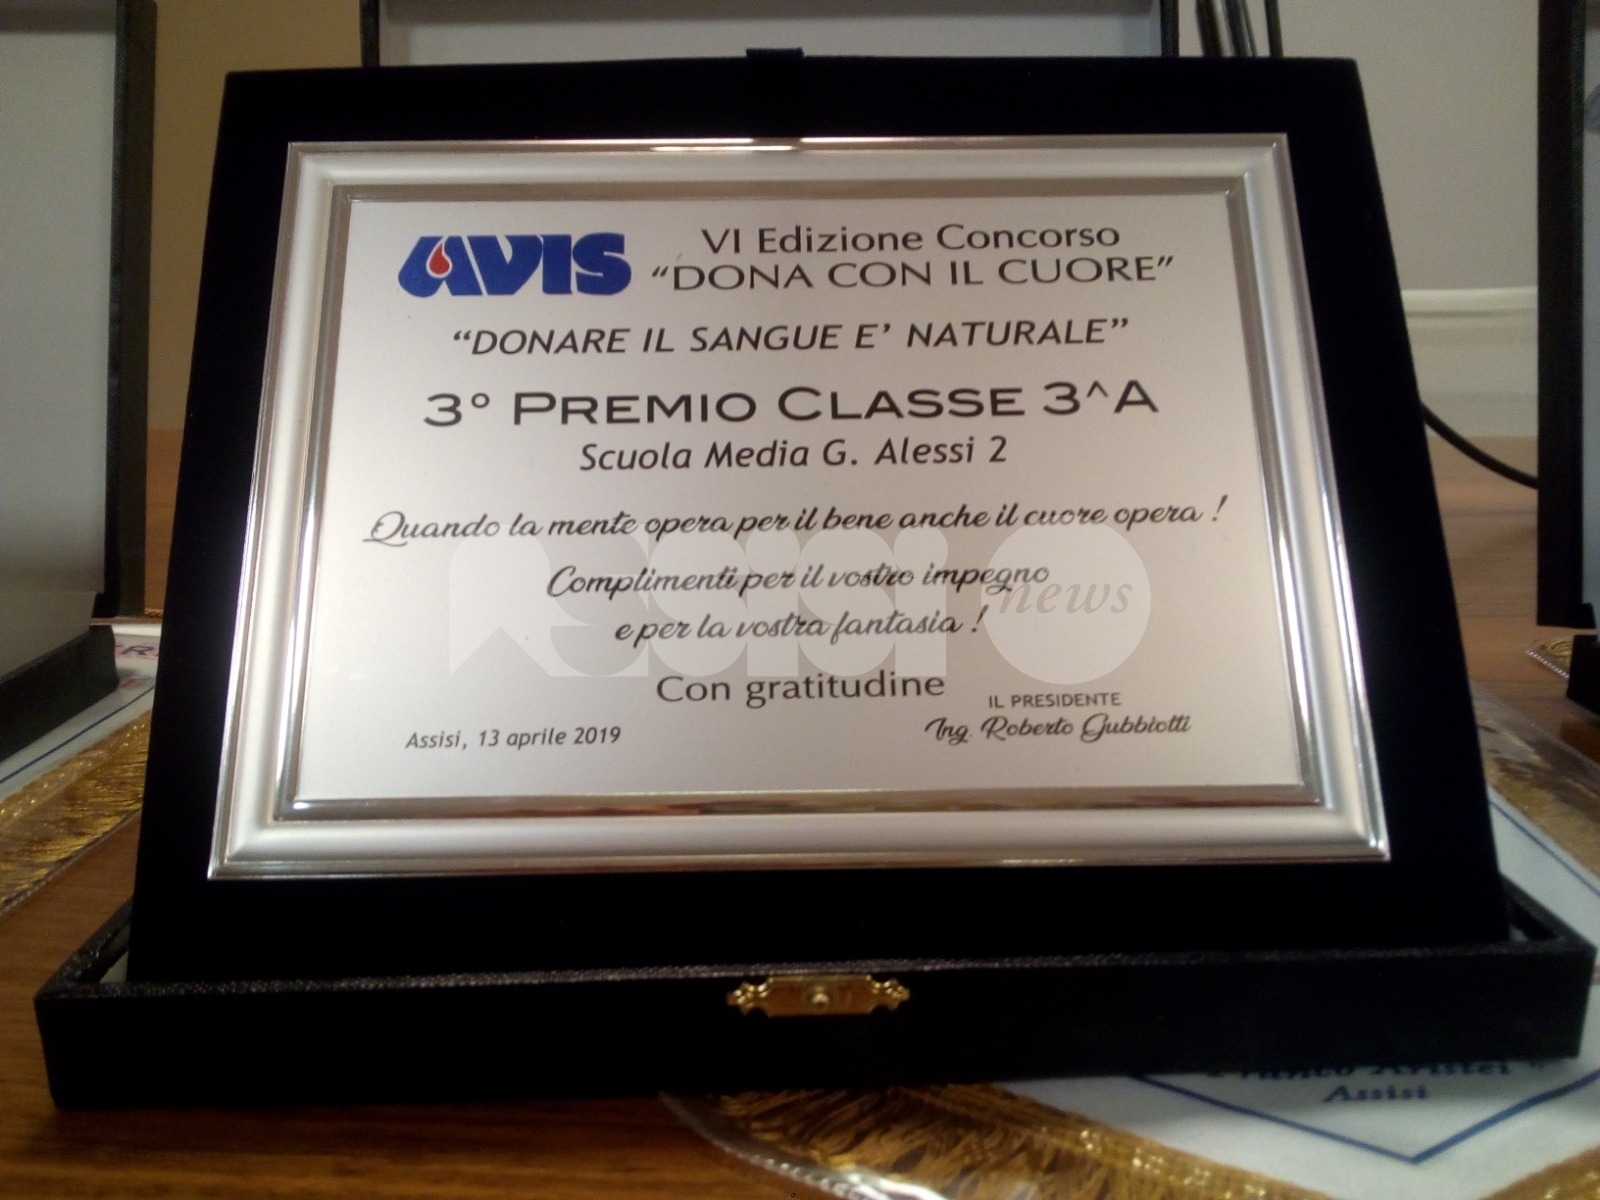 AVIS
VI Edizione Concorso
“DONA CON IL CUORE”
“DONARE IL SANGUE E’ NATURALE”
3° PREMIO CLASSE 3^A
Scuola Media G. Alessi 2
Quando la mente opera per il bene anche il cuore opera !
Complimenti per il vostro impegno
e per la vostra fantasia !
Con gratitudine
IL PRESIDENTE
Ing. Roberto Gubbiotti
Assisi, 13 aprile 2019
Assisi news
Assisi